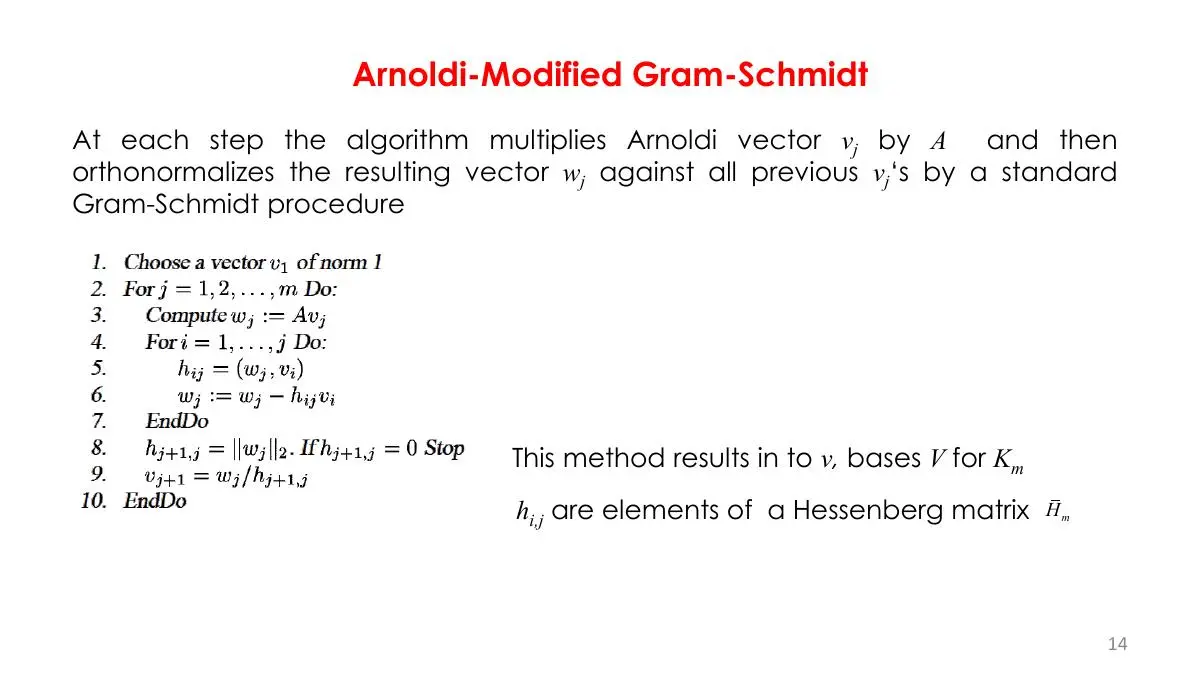 Arnoldi-Modified Gram-Schmidt
At each step the algorithm multiplies Arnoldi vector vⱼ by A and then
orthonormalizes the resulting vector wⱼ against all previous vⱼ‘s by a standard
Gram-Schmidt procedure
1. Choose a vector v₁ of norm 1
2. For j = 1, 2, . . . , m Do:
3. Compute wⱼ := Avⱼ
4. For i = 1, . . . , j Do:
5. hᵢⱼ = (wⱼ, vᵢ)
6. wⱼ := wⱼ − hᵢⱼvᵢ
7. EndDo
8. hⱼ₊₁,ⱼ = ||wⱼ||₂. If hⱼ₊₁,ⱼ = 0 Stop
9. vⱼ₊₁ = wⱼ/hⱼ₊₁,ⱼ
10. EndDo
This method results in to v, bases V for Kₘ
hᵢ,ⱼ are elements of a Hessenberg matrix H̄ₘ
14